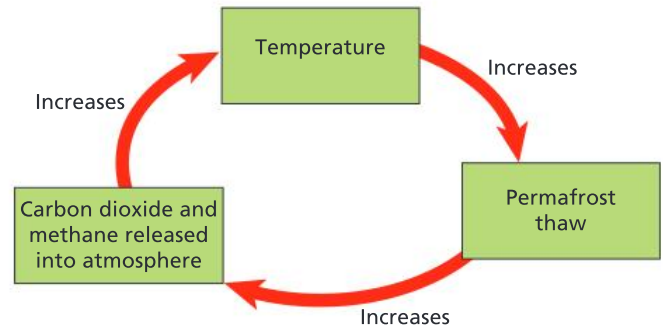 Temperature
Increases
Permafrost
thaw
Increases
Carbon dioxide and
methane released
into atmosphere
Increases